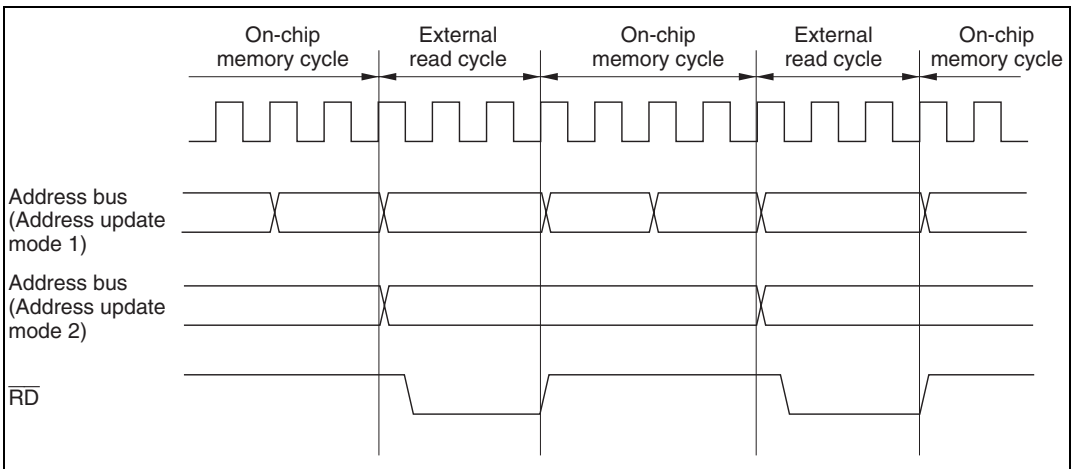 On-chip
memory cycle
External
read cycle
On-chip
memory cycle
External
read cycle
On-chip
memory cycle
Address bus
(Address update
mode 1)
Address bus
(Address update
mode 2)
RD